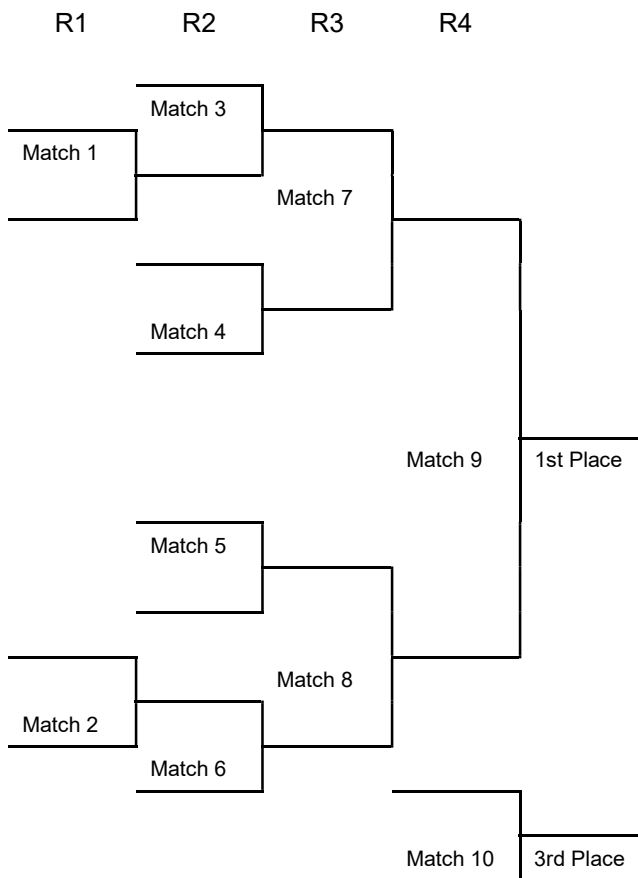 R1 R2 R3 R4
Match 3
Match 1
Match 7
Match 4
Match 9 1st Place
Match 5
Match 8
Match 2
Match 6
Match 10 3rd Place